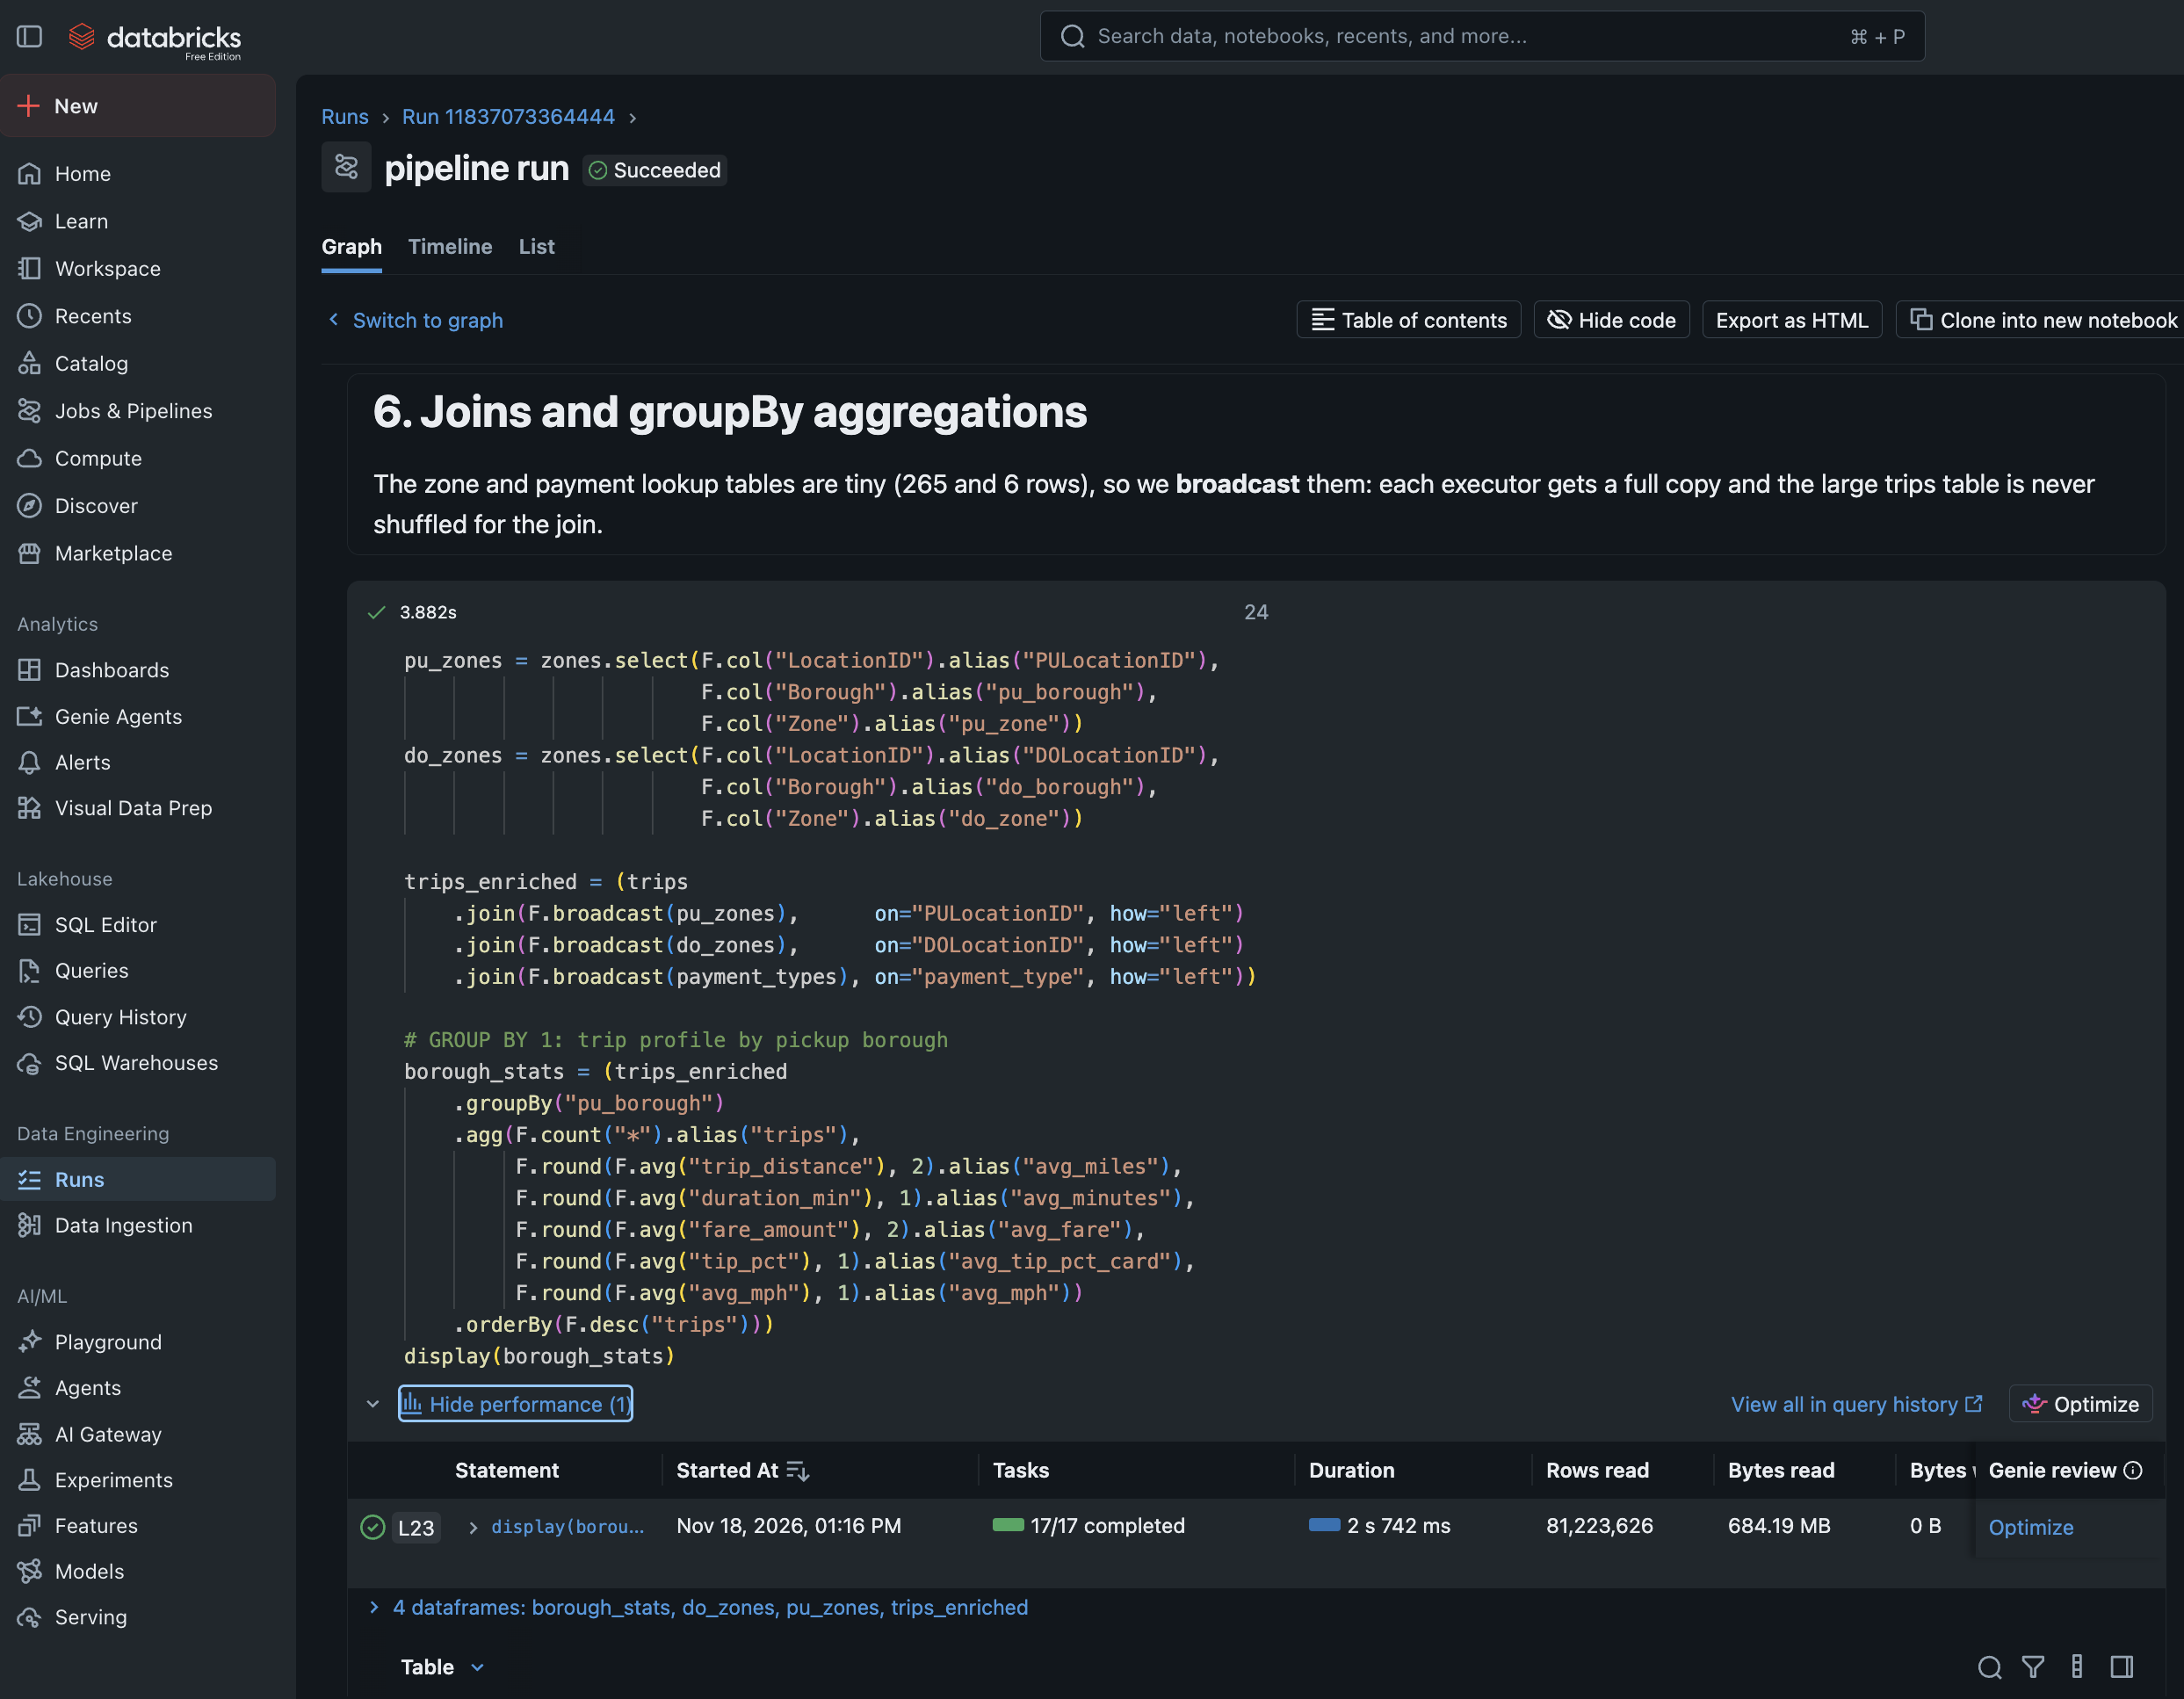 databricks
Free Edition
Search data, notebooks, recents, and more...
⌘ + P
New
Home
Learn
Workspace
Recents
Catalog
Jobs & Pipelines
Compute
Discover
Marketplace
Analytics
Dashboards
Genie Agents
Alerts
Visual Data Prep
Lakehouse
SQL Editor
Queries
Query History
SQL Warehouses
Data Engineering
Runs
Data Ingestion
AI/ML
Playground
Agents
AI Gateway
Experiments
Features
Models
Serving
Runs › Run 11837073364444 ›
pipeline run Succeeded
Graph Timeline List
Switch to graph
Table of contents Hide code Export as HTML Clone into new notebook
6. Joins and groupBy aggregations
The zone and payment lookup tables are tiny (265 and 6 rows), so we broadcast them: each executor gets a full copy and the large trips table is never
shuffled for the join.
3.882s 24
pu_zones = zones.select(F.col("LocationID").alias("PULocationID"),
F.col("Borough").alias("pu_borough"),
F.col("Zone").alias("pu_zone"))
do_zones = zones.select(F.col("LocationID").alias("DOLocationID"),
F.col("Borough").alias("do_borough"),
F.col("Zone").alias("do_zone"))
trips_enriched = (trips
.join(F.broadcast(pu_zones), on="PULocationID", how="left")
.join(F.broadcast(do_zones), on="DOLocationID", how="left")
.join(F.broadcast(payment_types), on="payment_type", how="left"))
# GROUP BY 1: trip profile by pickup borough
borough_stats = (trips_enriched
.groupBy("pu_borough")
.agg(F.count("*").alias("trips"),
F.round(F.avg("trip_distance"), 2).alias("avg_miles"),
F.round(F.avg("duration_min"), 1).alias("avg_minutes"),
F.round(F.avg("fare_amount"), 2).alias("avg_fare"),
F.round(F.avg("tip_pct"), 1).alias("avg_tip_pct_card"),
F.round(F.avg("avg_mph"), 1).alias("avg_mph"))
.orderBy(F.desc("trips")))
display(borough_stats)
Hide performance (1) View all in query history Optimize
Statement Started At Tasks Duration Rows read Bytes read Bytes Genie review
L23 display(borou... Nov 18, 2026, 01:16 PM 17/17 completed 2 s 742 ms 81,223,626 684.19 MB 0 B Optimize
4 dataframes: borough_stats, do_zones, pu_zones, trips_enriched
Table